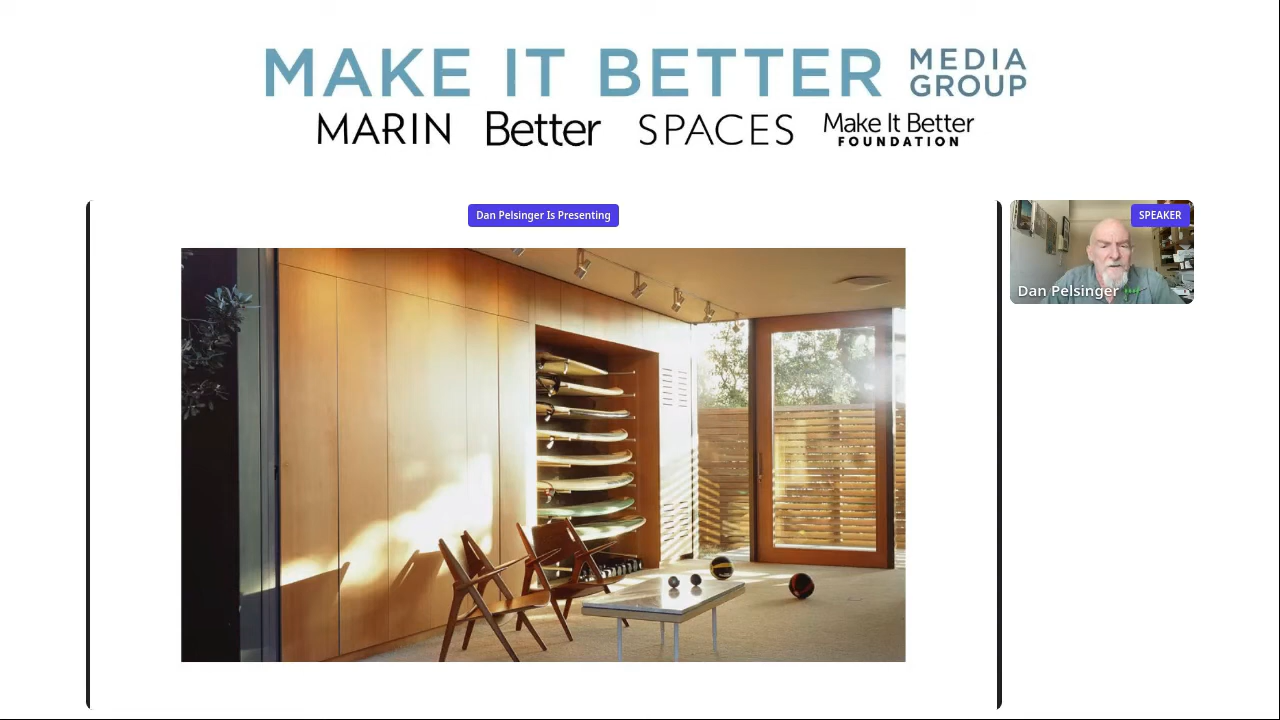 MAKE IT BETTER MEDIA GROUP
MARIN Better SPACES Make It Better FOUNDATION
Dan Pelsinger Is Presenting
SPEAKER
Dan Pelsinger